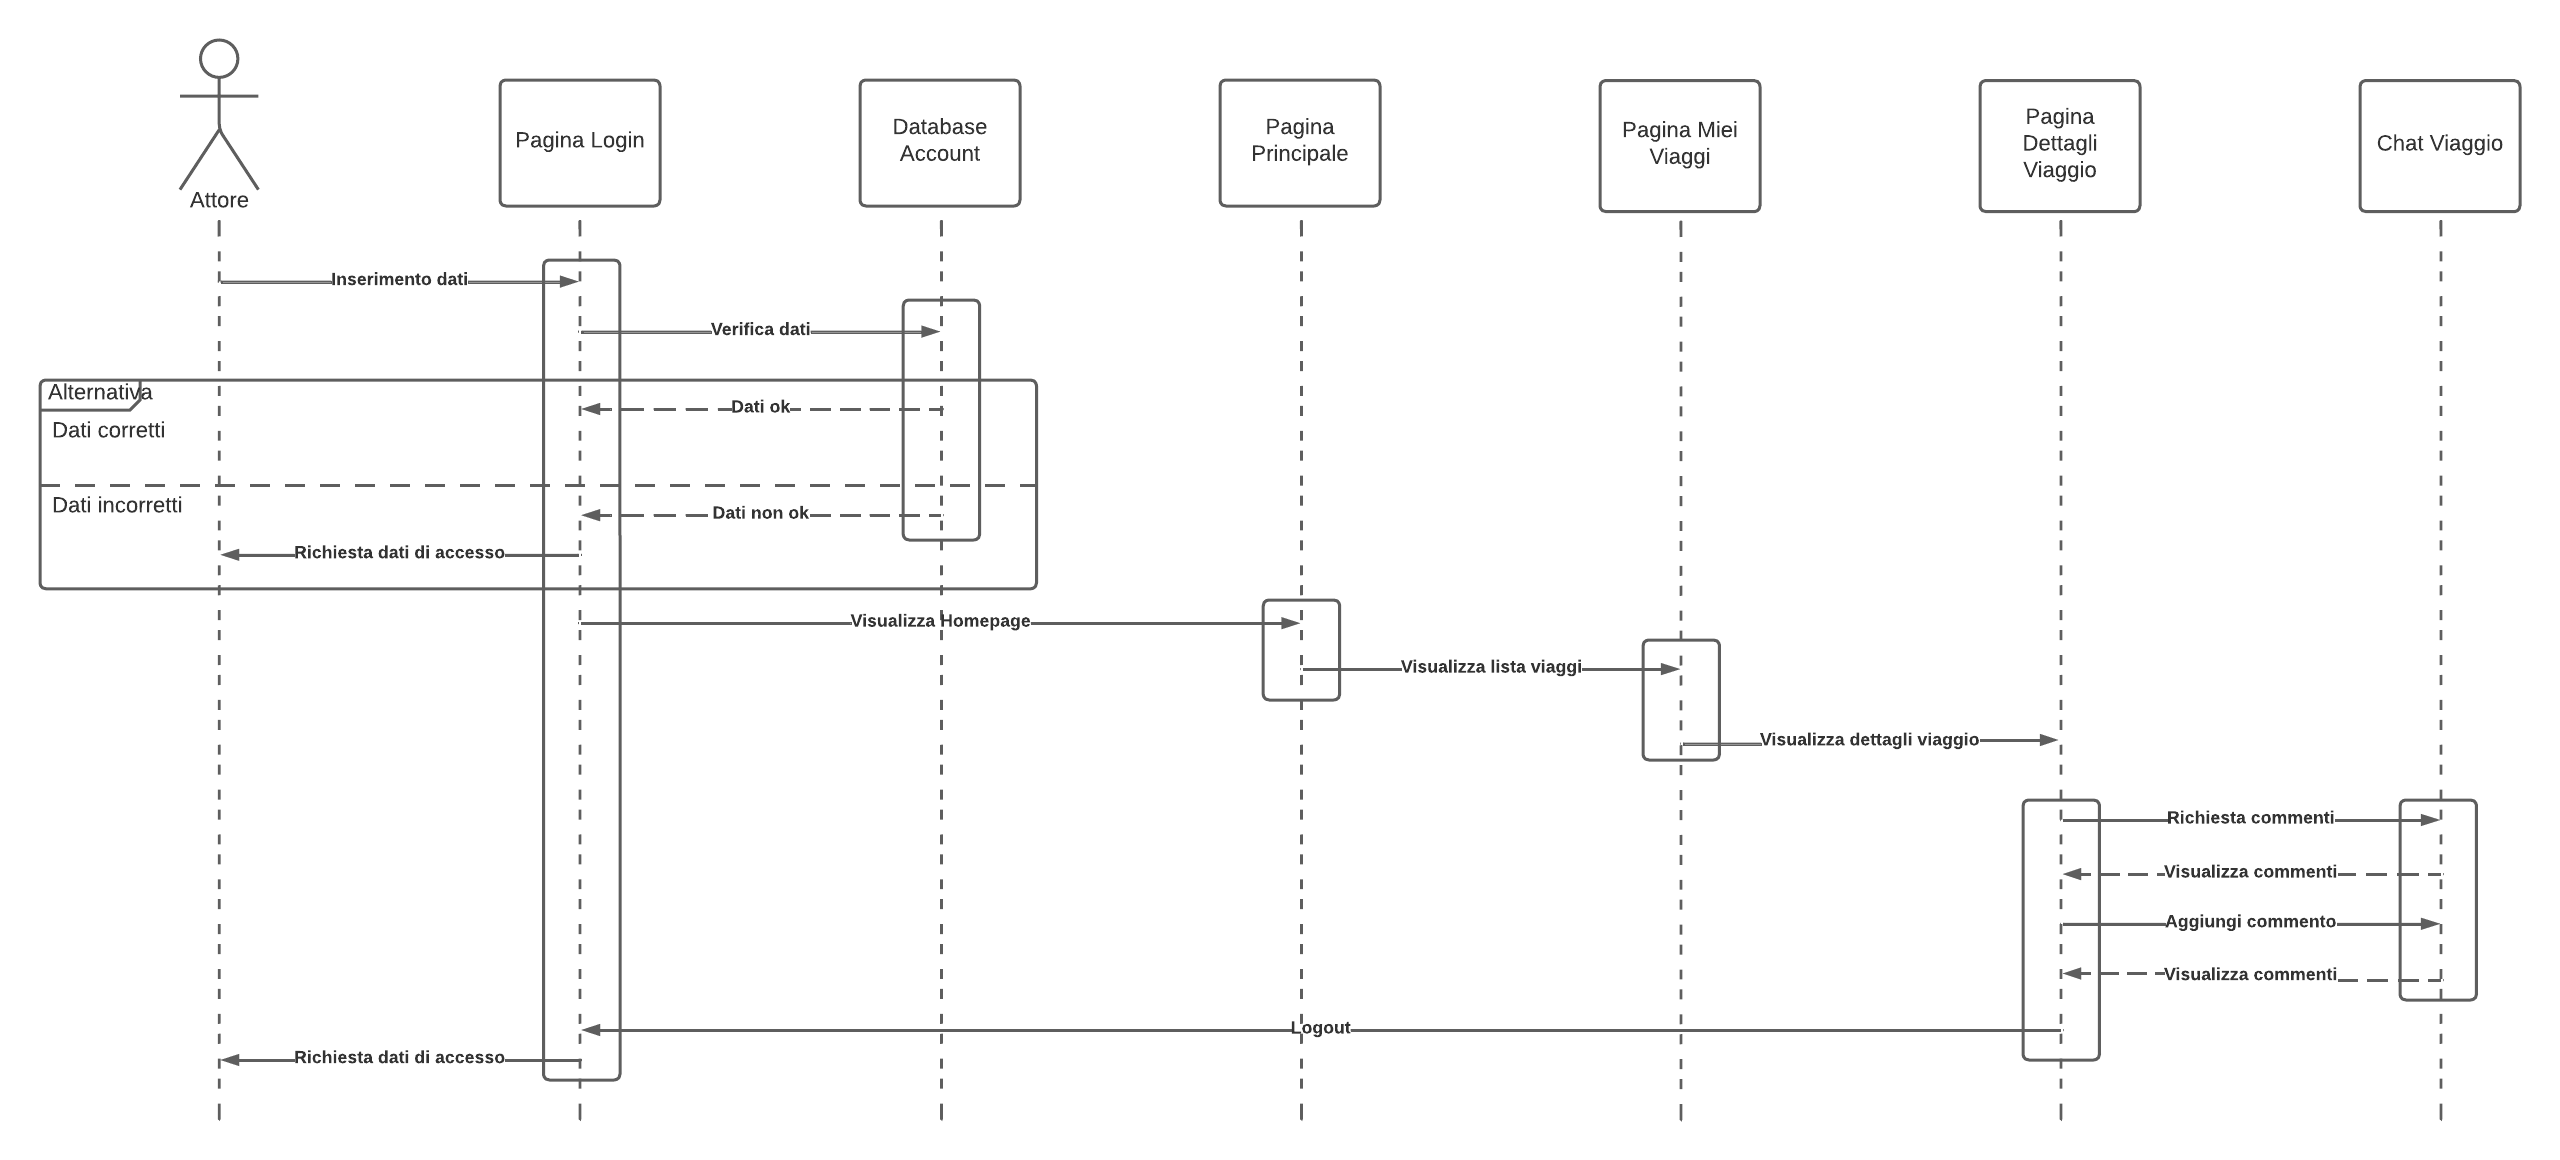 Attore
Pagina Login
Database
Account
Pagina
Principale
Pagina Miei
Viaggi
Pagina
Dettagli
Viaggio
Chat Viaggio
Inserimento dati
Verifica dati
Alternativa
Dati ok
Dati corretti
Dati incorretti
Dati non ok
Richiesta dati di accesso
Visualizza Homepage
Visualizza lista viaggi
Visualizza dettagli viaggio
Richiesta commenti
Visualizza commenti
Aggiungi commento
Visualizza commenti
Logout
Richiesta dati di accesso